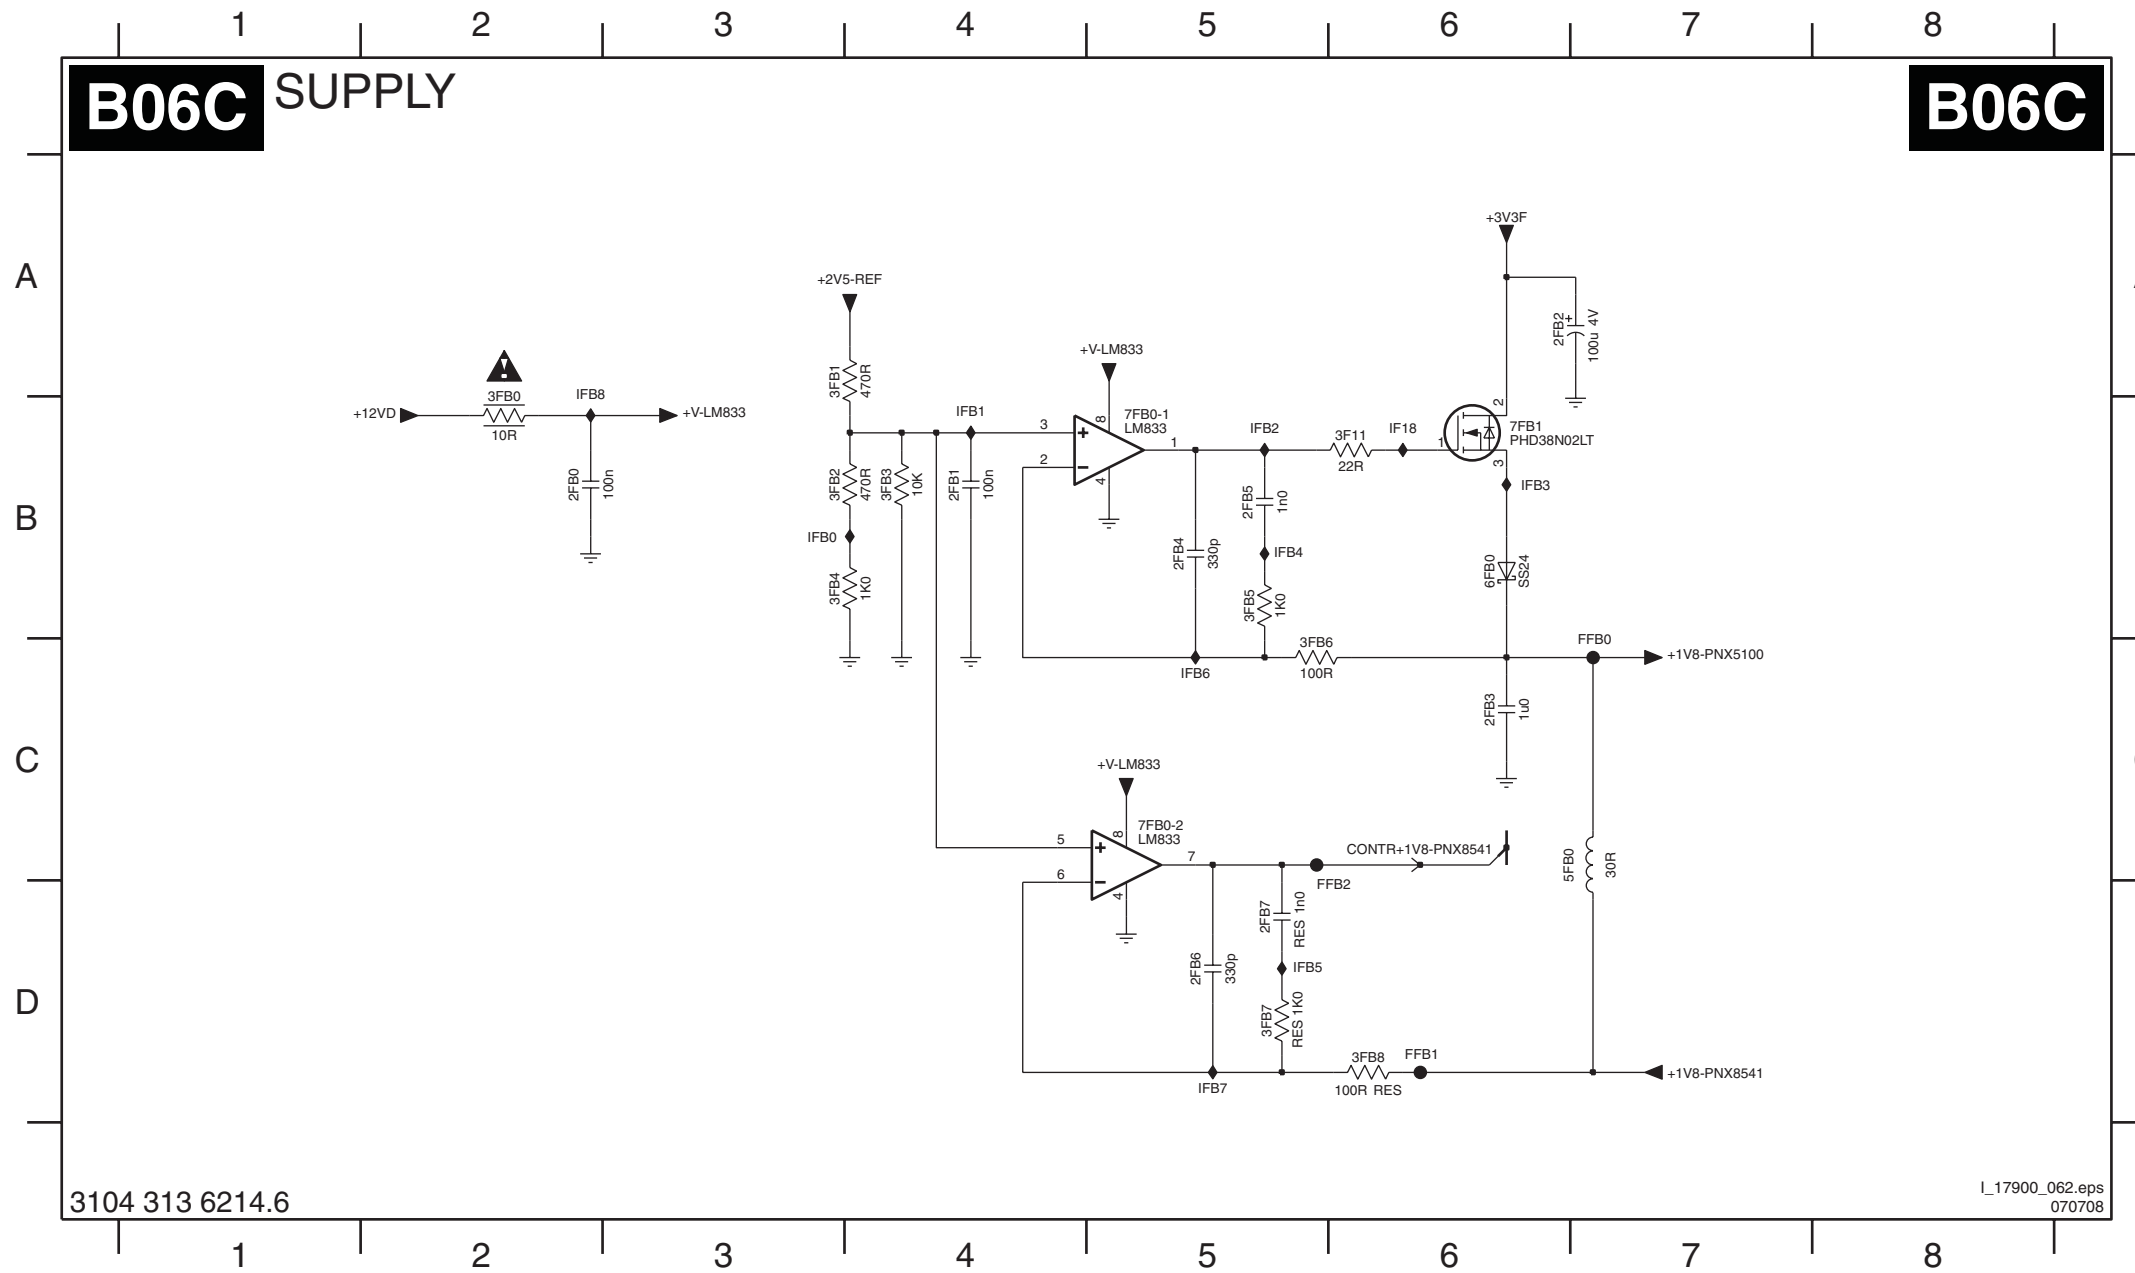 1 2 3 4 5 6 7 8
B06C SUPPLY B06C
A
B
C
D
+3V3F
2FB2
+
100u 4V
+2V5-REF
3FB1
470R
+V-LM833
3FB0
10R
IFB8
+12VD
+V-LM833
2FB0
100n
IFB1
3
2
8
4
1
7FB0-1
LM833
IFB2
3F11
22R
IF18
1
2
3
7FB1
PHD38N02LT
IFB3
3FB2
470R
3FB3
10K
2FB1
100n
IFB0
3FB4
1K0
2FB5
1n0
IFB4
2FB4
330p
3FB5
1K0
6FB0
SS24
IFB6
3FB6
100R
FFB0
+1V8-PNX5100
2FB3
1u0
+V-LM833
5
6
8
4
7
7FB0-2
LM833
CONTR+1V8-PNX8541
FFB2
5FB0
30R
2FB7
RES 1n0
2FB6
330p
IFB5
3FB7
RES 1K0
IFB7
3FB8
100R RES
FFB1
+1V8-PNX8541
3104 313 6214.6
I_17900_062.eps
070708
1 2 3 4 5 6 7 8